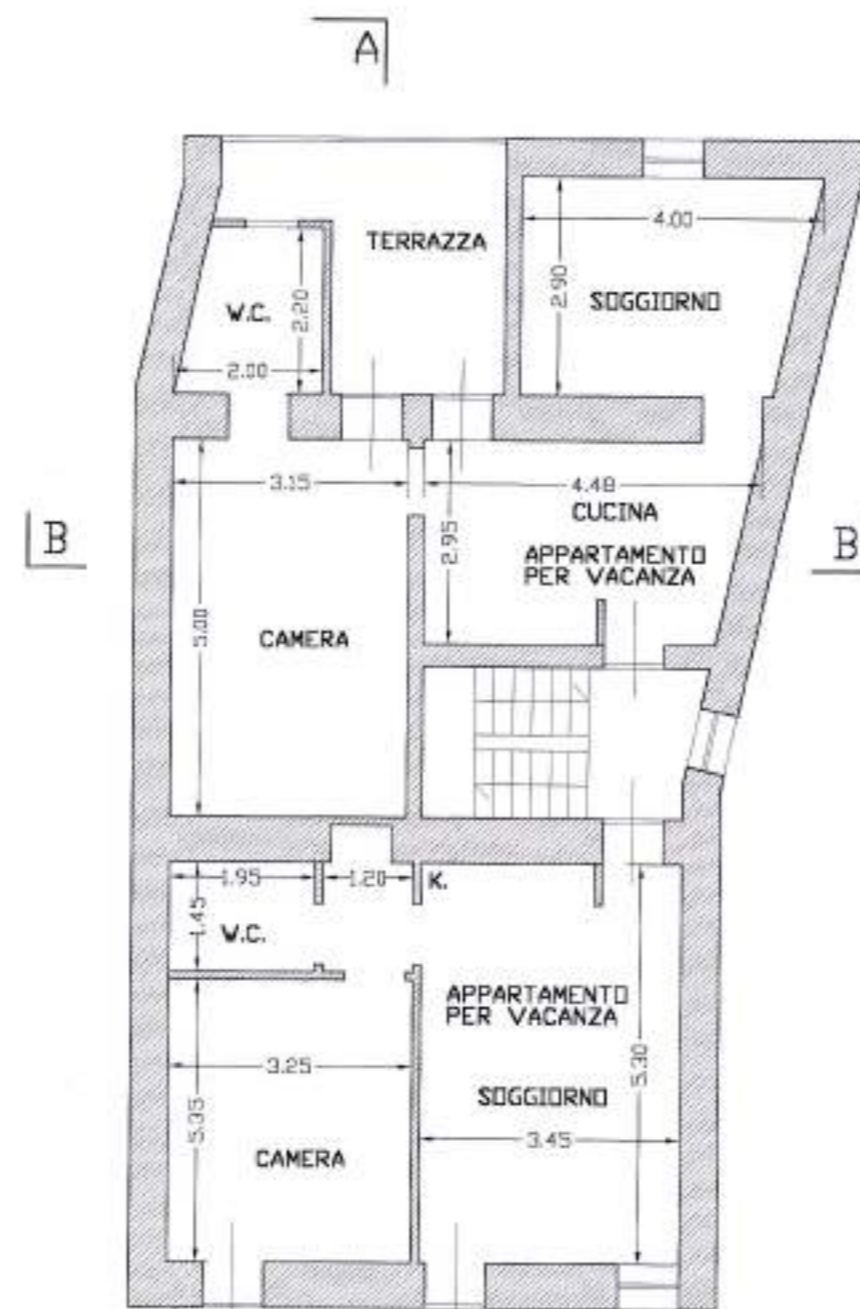 A
TERRAZZA
4.00
2.90
SOGGIORNO
W.C.
2.20
2.00
3.15
4.48
B
CUCINA
B
2.95
APPARTAMENTO
PER VACANZA
5.00
CAMERA
1.95
1.20
K.
1.45
W.C.
APPARTAMENTO
PER VACANZA
3.25
5.30
SOGGIORNO
5.35
3.45
CAMERA